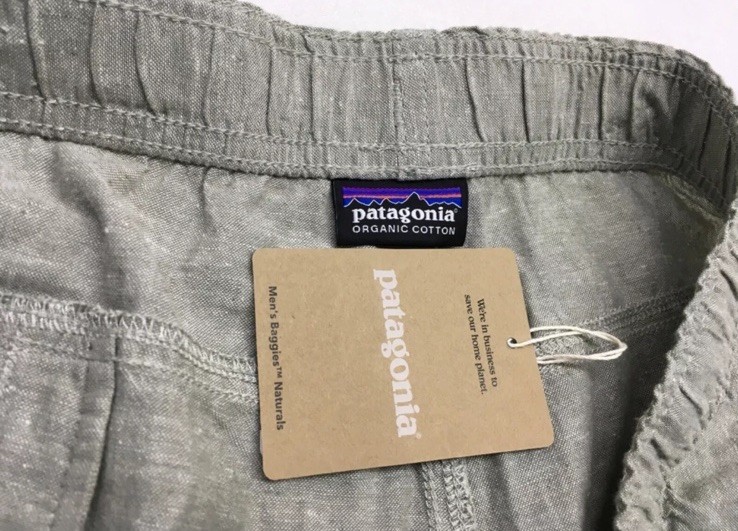 patagonia®
ORGANIC COTTON
We're in business to
save our home planet.
patagonia®
Men's Baggies™ Naturals